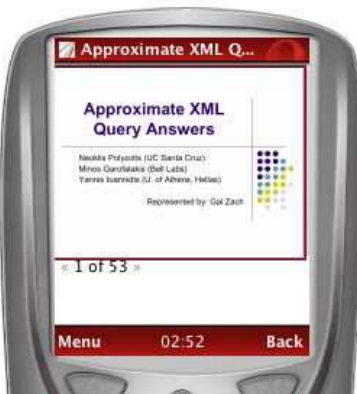 Approximate XML Q...
Approximate XML
Query Answers
Neoklis Polyzotis (UC Santa Cruz)
Minos Garofalakis (Bell Labs)
Yannis Ioannidis (U. of Athens, Hellas)
Represented by: Gal Zach
« 1 of 53 »
Menu 02:52 Back